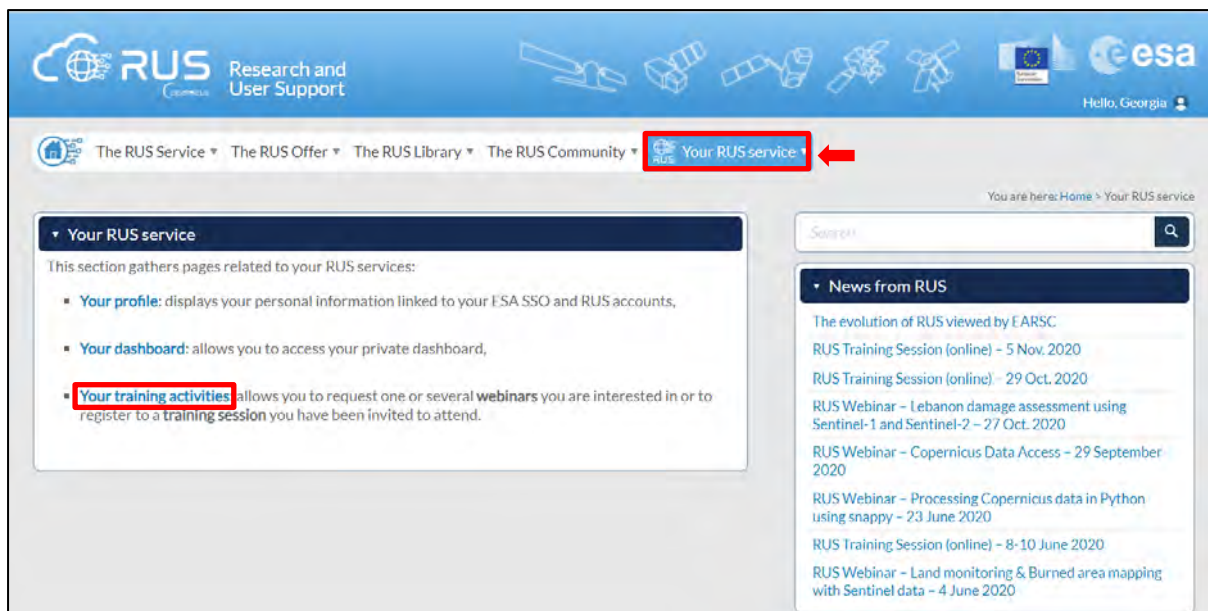 RUS
Copernicus
Research and
User Support
esa
Hello, Georgia
The RUS Service
The RUS Offer
The RUS Library
The RUS Community
RUS
Your RUS service
You are here: Home > Your RUS service
Your RUS service
This section gathers pages related to your RUS services:
Your profile: displays your personal information linked to your ESA SSO and RUS accounts,
Your dashboard: allows you to access your private dashboard,
Your training activities: allows you to request one or several webinars you are interested in or to
register to a training session you have been invited to attend.
Search
News from RUS
The evolution of RUS viewed by EARSC
RUS Training Session (online) – 5 Nov. 2020
RUS Training Session (online) – 29 Oct. 2020
RUS Webinar – Lebanon damage assessment using
Sentinel-1 and Sentinel-2 – 27 Oct. 2020
RUS Webinar – Copernicus Data Access – 29 September
2020
RUS Webinar – Processing Copernicus data in Python
using snappy – 23 June 2020
RUS Training Session (online) – 8-10 June 2020
RUS Webinar – Land monitoring & Burned area mapping
with Sentinel data – 4 June 2020